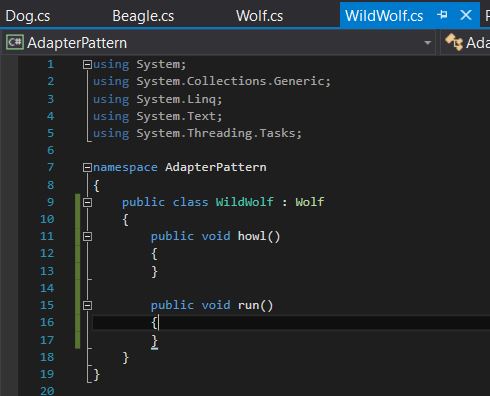 Dog.cs Beagle.cs Wolf.cs WildWolf.cs
C# AdapterPattern Ada
1 using System;
2 using System.Collections.Generic;
3 using System.Linq;
4 using System.Text;
5 using System.Threading.Tasks;
6
7 namespace AdapterPattern
8 {
9 public class WildWolf : Wolf
10 {
11 public void howl()
12 {
13 }
14
15 public void run()
16 {
17 }
18 }
19 }
20